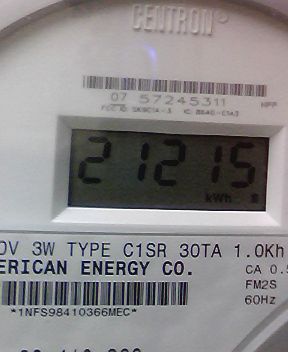 CENTRON
07 57245311
21215
kWh
0V 3W TYPE C1SR 30TA 1.0Kh
ERICAN ENERGY CO.
CA 0.5
FM2S
*1NFS98410366MEC*
60Hz